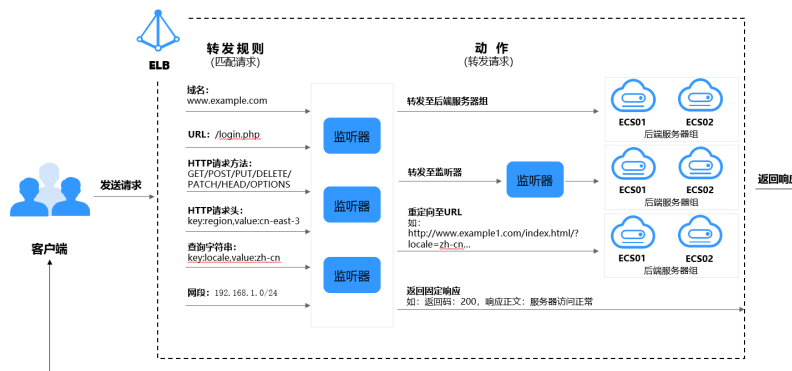 ELB
转发规则
(匹配请求)
动 作
(转发请求)
域名：
www.example.com
URL：/login.php
HTTP请求方法：
GET/POST/PUT/DELETE/
PATCH/HEAD/OPTIONS
HTTP请求头：
key:region,value:cn-east-3
查询字符串：
key:locale,value:zh-cn
网段：192.168.1.0/24
客户端
发送请求
监听器
监听器
监听器
转发至后端服务器组
转发至监听器
监听器
重定向至URL
如：
http://www.example1.com/index.html/?
locale=zh-cn...
返回固定响应
如：返回码：200，响应正文：服务器访问正常
ECS01 ECS02
后端服务器组
ECS01 ECS02
后端服务器组
ECS01 ECS02
后端服务器组
返回响应